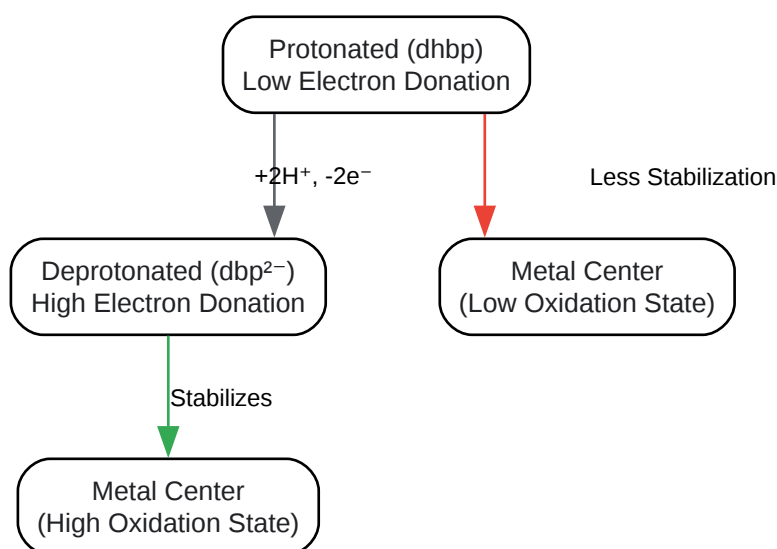 Protonated (dhbp)
Low Electron Donation
+2H⁺, -2e⁻
Less Stabilization
Deprotonated (dbp²⁻)
High Electron Donation
Metal Center
(Low Oxidation State)
Stabilizes
Metal Center
(High Oxidation State)